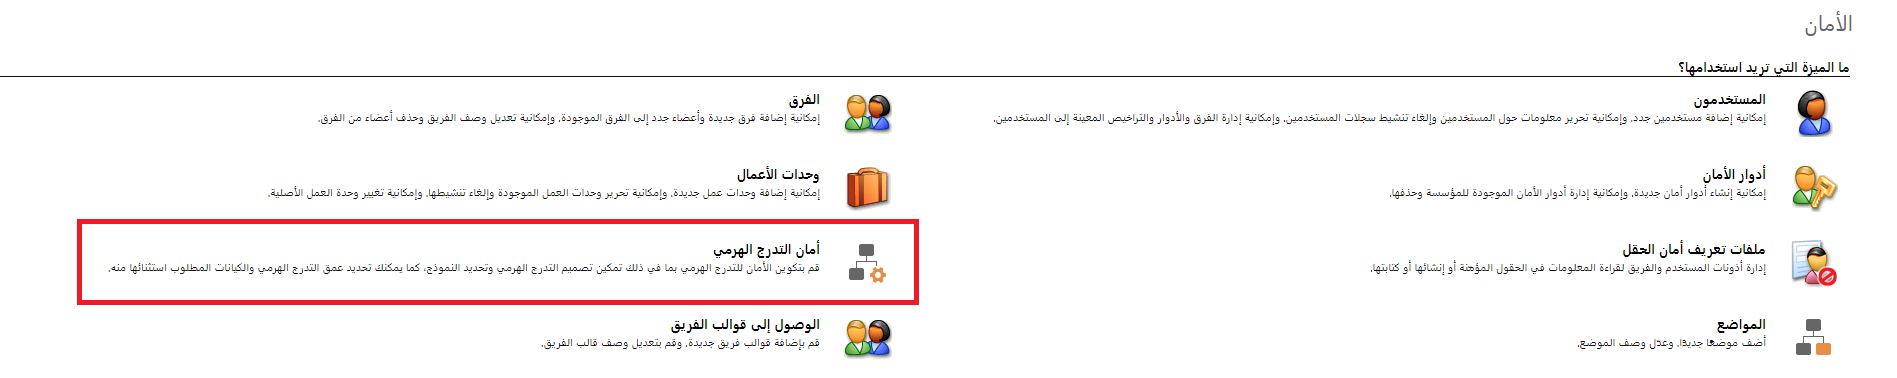 الأمان
ما الميزة التي تريد استخدامها؟
المستخدمون
إمكانية إضافة مستخدمين جدد، وإمكانية تحرير معلومات حول المستخدمين وإلغاء تنشيط سجلات المستخدمين، وإمكانية إدارة الفرق والأدوار والتراخيص المعينة إلى المستخدمين.
الفرق
إمكانية إضافة فرق جديدة وأعضاء جدد إلى الفرق الموجودة، وإمكانية تعديل وصف الفريق وحذف أعضاء من الفرق.
أدوار الأمان
إمكانية إنشاء أدوار أمان جديدة، وإمكانية إدارة أدوار الأمان الموجودة للمؤسسة وحذفها.
وحدات الأعمال
إمكانية إضافة وحدات عمل جديدة، وإمكانية تحرير وحدات العمل الموجودة وإلغاء تنشيطها، وإمكانية تغيير وحدة العمل الأصلية.
ملفات تعريف أمان الحقل
إدارة أذونات المستخدم والفريق لقراءة المعلومات في الحقول المؤمنة أو إنشائها أو كتابتها.
أمان التدرج الهرمي
قم بتكوين الأمان للتدرج الهرمي بما في ذلك تمكين تصميم التدرج الهرمي وتحديد النموذج، كما يمكنك تحديد عمق التدرج الهرمي والكيانات المطلوب استثنائها منه.
المواضع
أضف موضعًا جديدًا، وعدّل وصف الموضع.
الوصول إلى قوالب الفريق
قم بإضافة قوالب فريق جديدة، وقم بتعديل وصف قالب الفريق.